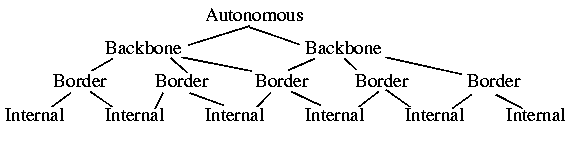 Autonomous
Backbone Backbone
Border Border Border Border Border
Internal Internal Internal Internal Internal Internal